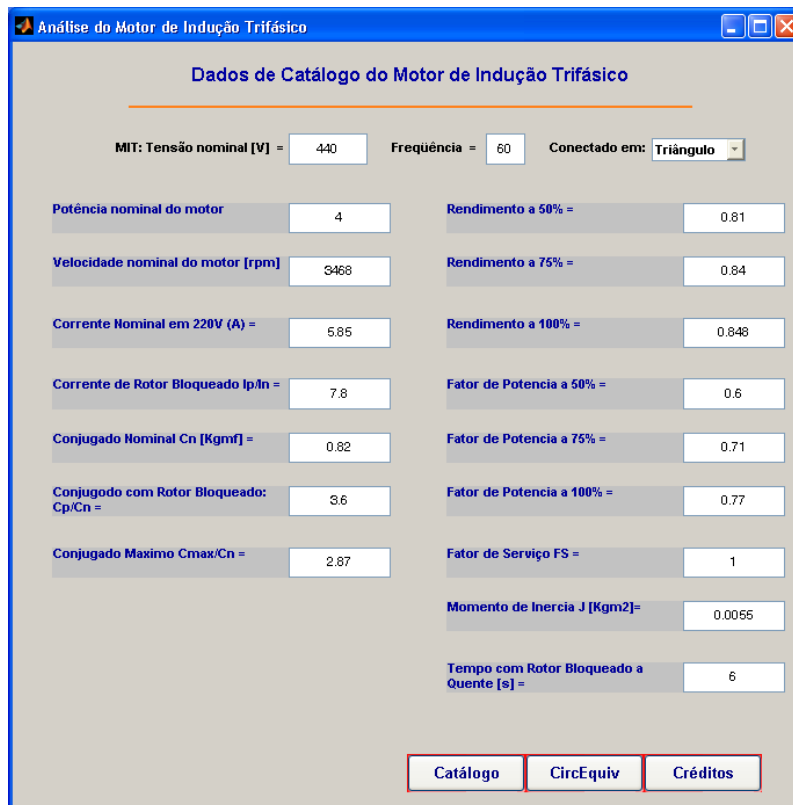 Análise do Motor de Indução Trifásico
Dados de Catálogo do Motor de Indução Trifásico
MIT: Tensão nominal [V] = 440 Freqüência = 60 Conectado em: Triângulo
Potência nominal do motor 4
Velocidade nominal do motor [rpm] 3468
Corrente Nominal em 220V (A) = 5.85
Corrente de Rotor Bloqueado Ip/In = 7.8
Conjugado Nominal Cn [Kgmf] = 0.82
Conjugodo com Rotor Bloqueado:
Cp/Cn = 3.6
Conjugado Maximo Cmax/Cn = 2.87
Rendimento a 50% = 0.81
Rendimento a 75% = 0.84
Rendimento a 100% = 0.848
Fator de Potencia a 50% = 0.6
Fator de Potencia a 75% = 0.71
Fator de Potencia a 100% = 0.77
Fator de Serviço FS = 1
Momento de Inercia J [Kgm2]= 0.0055
Tempo com Rotor Bloqueado a
Quente [s] = 6
Catálogo CircEquiv Créditos